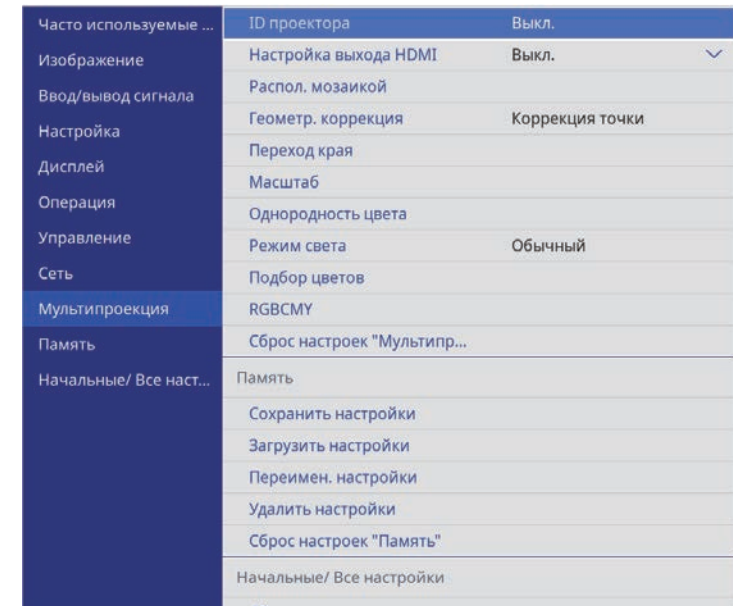 Часто используемые ...
Изображение
Ввод/вывод сигнала
Настройка
Дисплей
Операция
Управление
Сеть
Мультипроекция
Память
Начальные/ Все наст...
ID проектора Выкл.
Настройка выхода HDMI Выкл.
Распол. мозаикой
Геометр. коррекция Коррекция точки
Переход края
Масштаб
Однородность цвета
Режим света Обычный
Подбор цветов
RGBCMY
Сброс настроек "Мультипр...
Память
Сохранить настройки
Загрузить настройки
Переимен. настройки
Удалить настройки
Сброс настроек "Память"
Начальные/ Все настройки